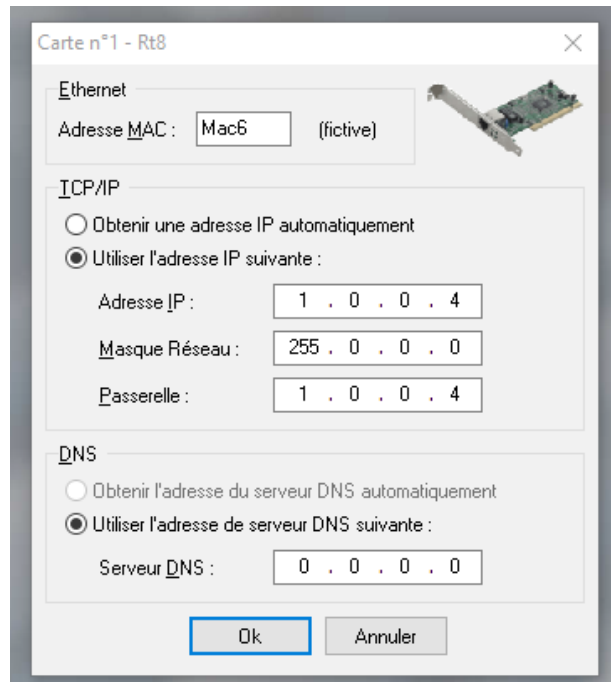 Carte n°1 - Rt8
Ethernet
Adresse MAC : Mac6 (fictive)
TCP/IP
Obtenir une adresse IP automatiquement
Utiliser l'adresse IP suivante :
Adresse IP : 1 . 0 . 0 . 4
Masque Réseau : 255 . 0 . 0 . 0
Passerelle : 1 . 0 . 0 . 4
DNS
Obtenir l'adresse du serveur DNS automatiquement
Utiliser l'adresse de serveur DNS suivante :
Serveur DNS : 0 . 0 . 0 . 0
Ok Annuler